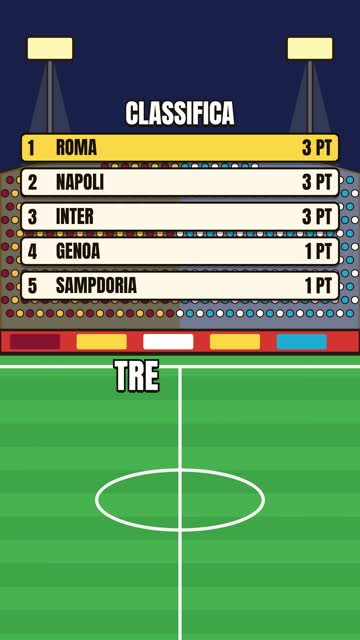 CLASSIFICA
1 ROMA 3 PT
2 NAPOLI 3 PT
3 INTER 3 PT
4 GENOA 1 PT
5 SAMPDORIA 1 PT
TRE